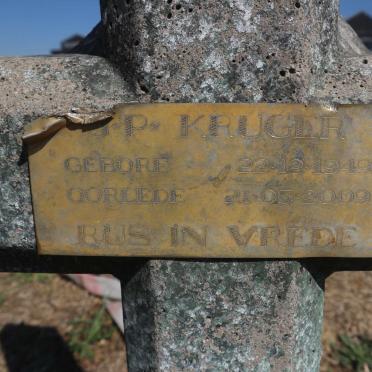 J.P. KRUGER
GEBORE
OORLEDE
RUS IN VREDE